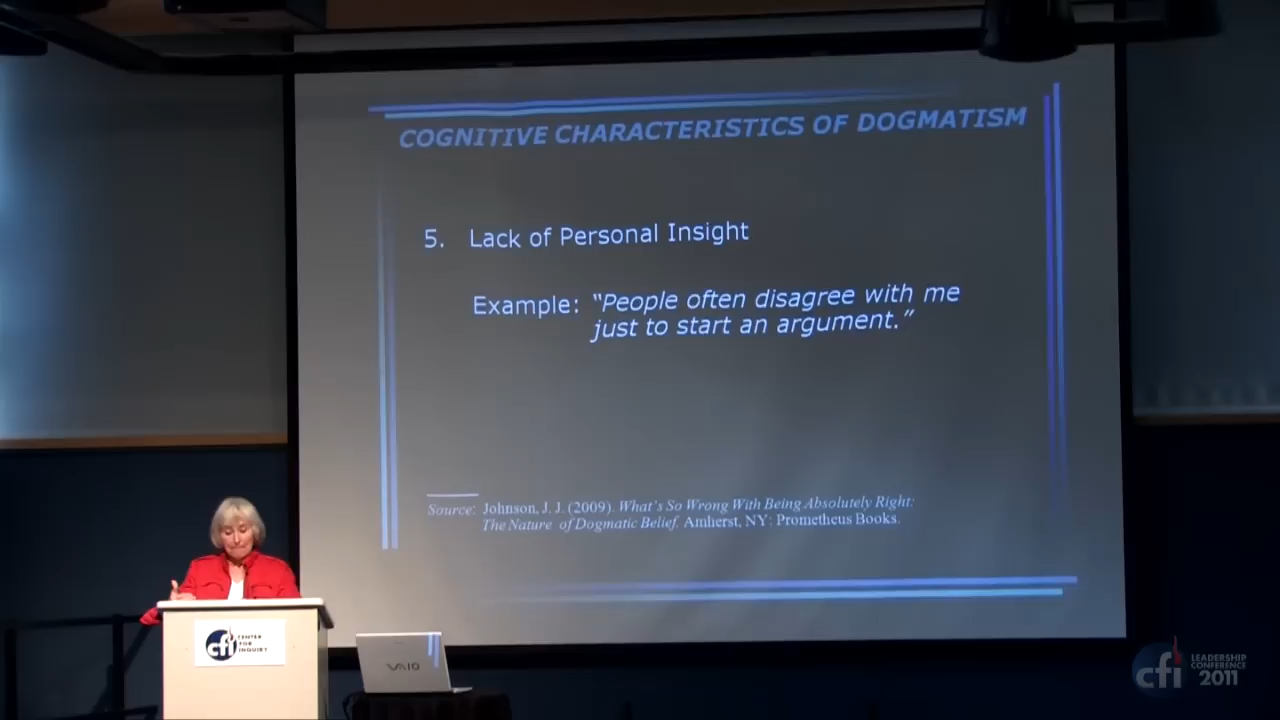 COGNITIVE CHARACTERISTICS OF DOGMATISM
5. Lack of Personal Insight
Example: “People often disagree with me
just to start an argument.”
Source: Johnson, J. J. (2009). What's So Wrong With Being Absolutely Right:
The Nature of Dogmatic Belief. Amherst, NY: Prometheus Books.
cfi CENTER
FOR
INQUIRY
VAIO
cfi LEADERSHIP
CONFERENCE
2011